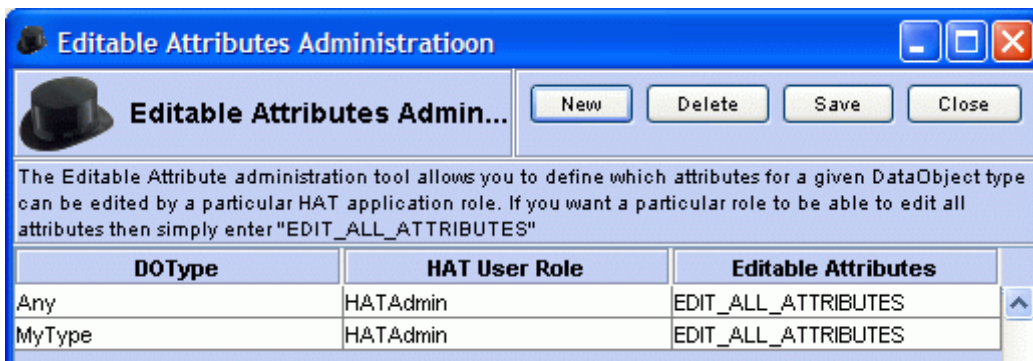 Editable Attributes Administratioon
Editable Attributes Admin...
New Delete Save Close
The Editable Attribute administration tool allows you to define which attributes for a given DataObject type
can be edited by a particular HAT application role. If you want a particular role to be able to edit all
attributes then simply enter "EDIT_ALL_ATTRIBUTES"
DOType HAT User Role Editable Attributes
Any HATAdmin EDIT_ALL_ATTRIBUTES
MyType HATAdmin EDIT_ALL_ATTRIBUTES